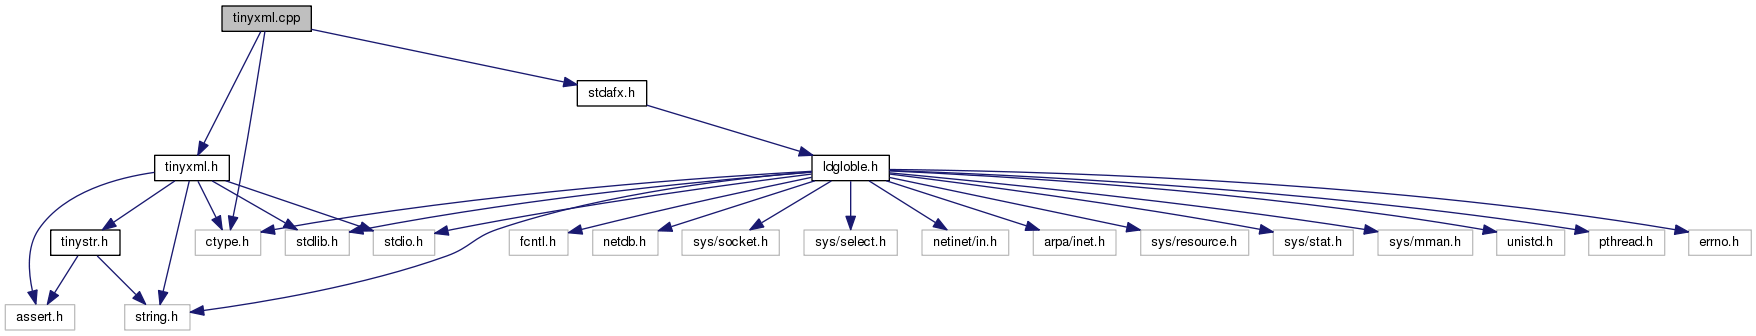 tinyxml.cpp
stdafx.h
tinyxml.h
ldgloble.h
tinystr.h
ctype.h
stdlib.h
stdio.h
fcntl.h
netdb.h
sys/socket.h
sys/select.h
netinet/in.h
arpa/inet.h
sys/resource.h
sys/stat.h
sys/mman.h
unistd.h
pthread.h
errno.h
assert.h
string.h